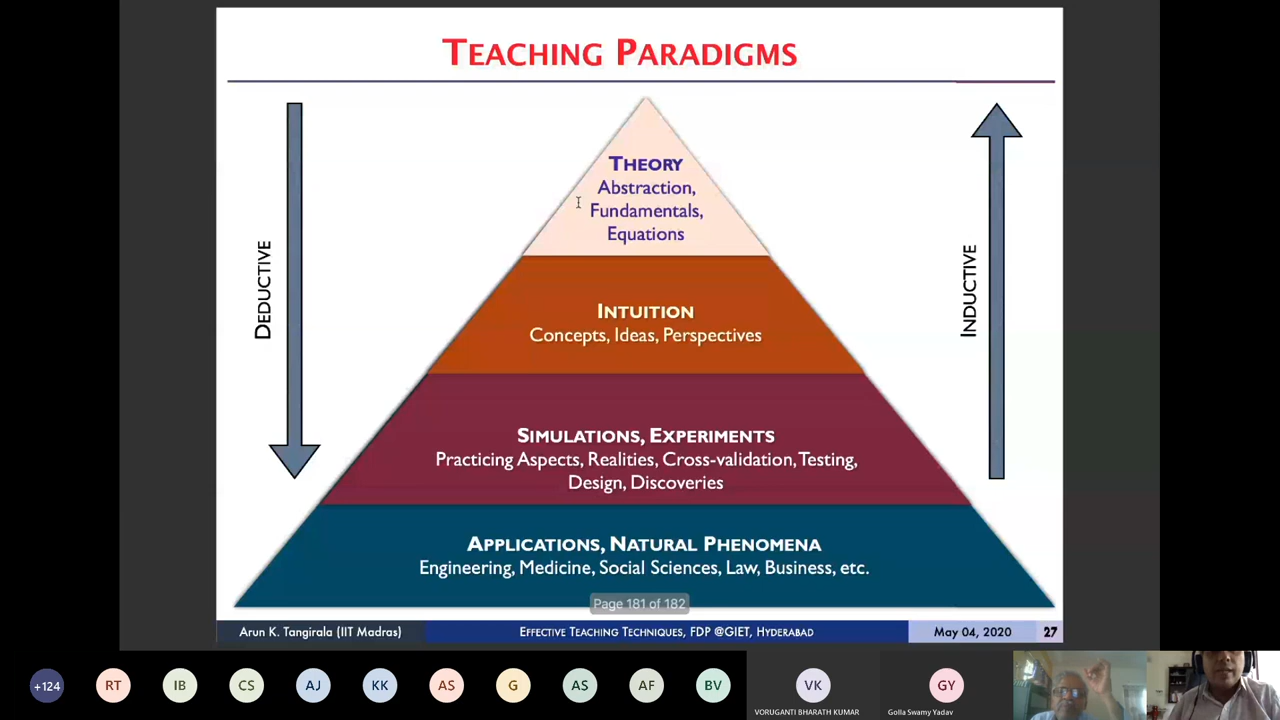 TEACHING PARADIGMS
DEDUCTIVE
THEORY
Abstraction,
Fundamentals,
Equations
INTUITION
Concepts, Ideas, Perspectives
SIMULATIONS, EXPERIMENTS
Practicing Aspects, Realities, Cross-validation, Testing,
Design, Discoveries
APPLICATIONS, NATURAL PHENOMENA
Engineering, Medicine, Social Sciences, Law, Business, etc.
INDUCTIVE
Page 181 of 182
Arun K. Tangirala (IIT Madras)
EFFECTIVE TEACHING TECHNIQUES, FDP @GIET, HYDERABAD
May 04, 2020
27
+124
RT
IB
CS
AJ
KK
AS
G
AS
AF
BV
VK
VORUGANTI BHARATH KUMAR
GY
Golla Swamy Yadav